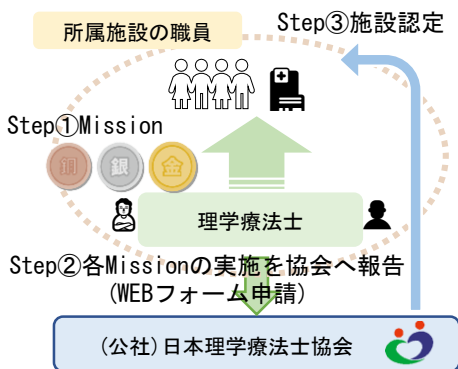 Step③施設認定
所属施設の職員
Step①Mission
銅 銀 金
理学療法士
Step②各Missionの実施を協会へ報告
(WEBフォーム申請)
(公社)日本理学療法士協会